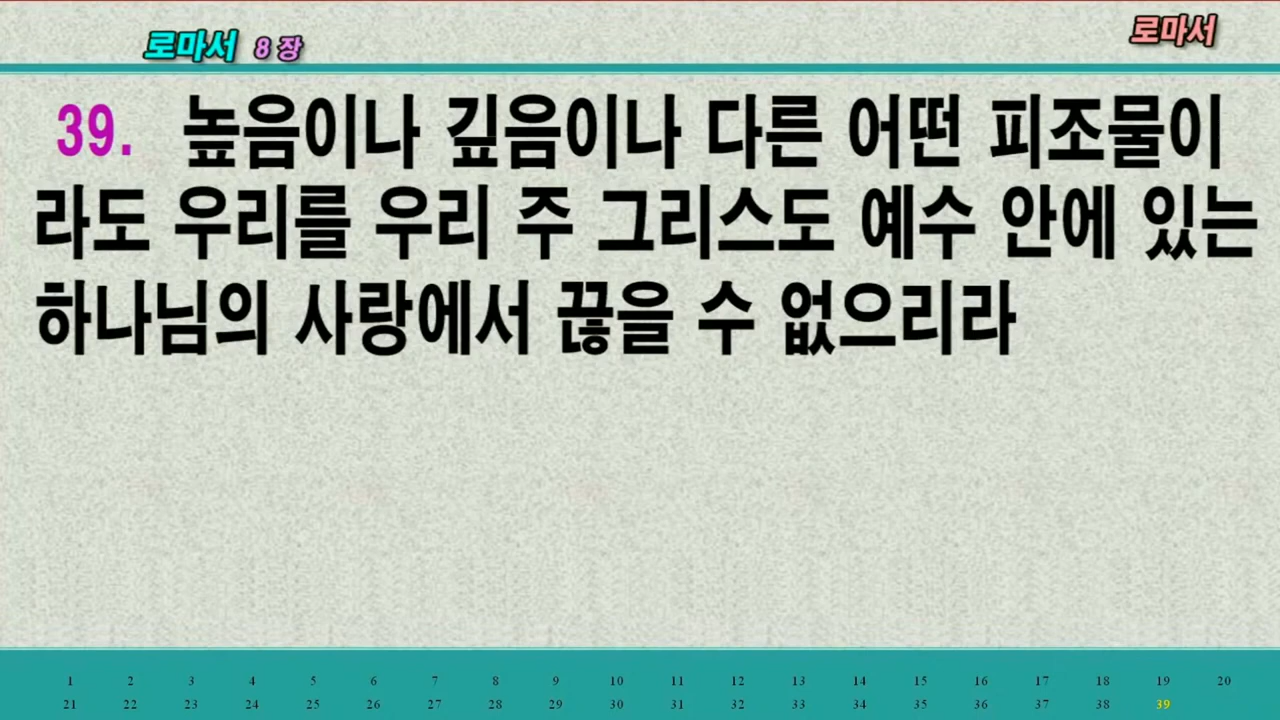 로마서 8 장
로마서
39. 높음이나 깊음이나 다른 어떤 피조물이
라도 우리를 우리 주 그리스도 예수 안에 있는
하나님의 사랑에서 끊을 수 없으리라
1 2 3 4 5 6 7 8 9 10 11 12 13 14 15 16 17 18 19 20
21 22 23 24 25 26 27 28 29 30 31 32 33 34 35 36 37 38 39